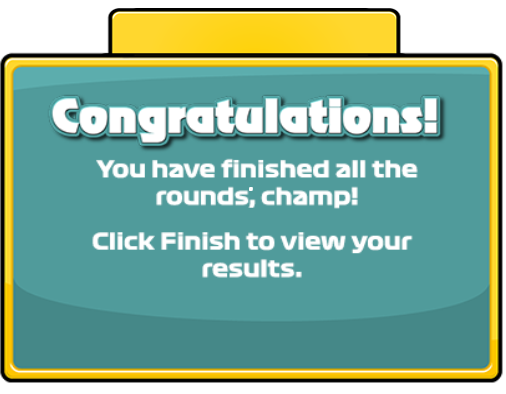 Congratulations!
You have finished all the
rounds, champ!
Click Finish to view your
results.